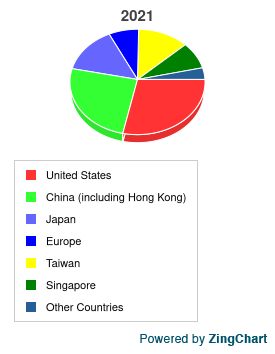 2021
United States
China (including Hong Kong)
Japan
Europe
Taiwan
Singapore
Other Countries
Powered by ZingChart